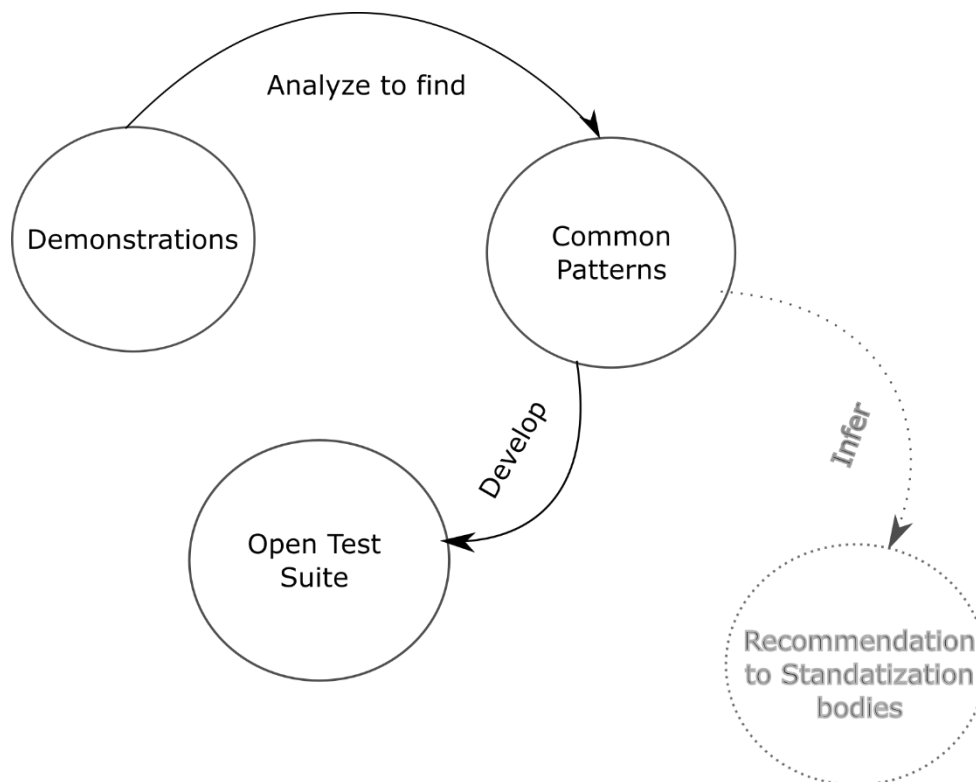 Analyze to find
Demonstrations
Common
Patterns
Develop
Infer
Open Test
Suite
Recommendation
to Standatization
bodies